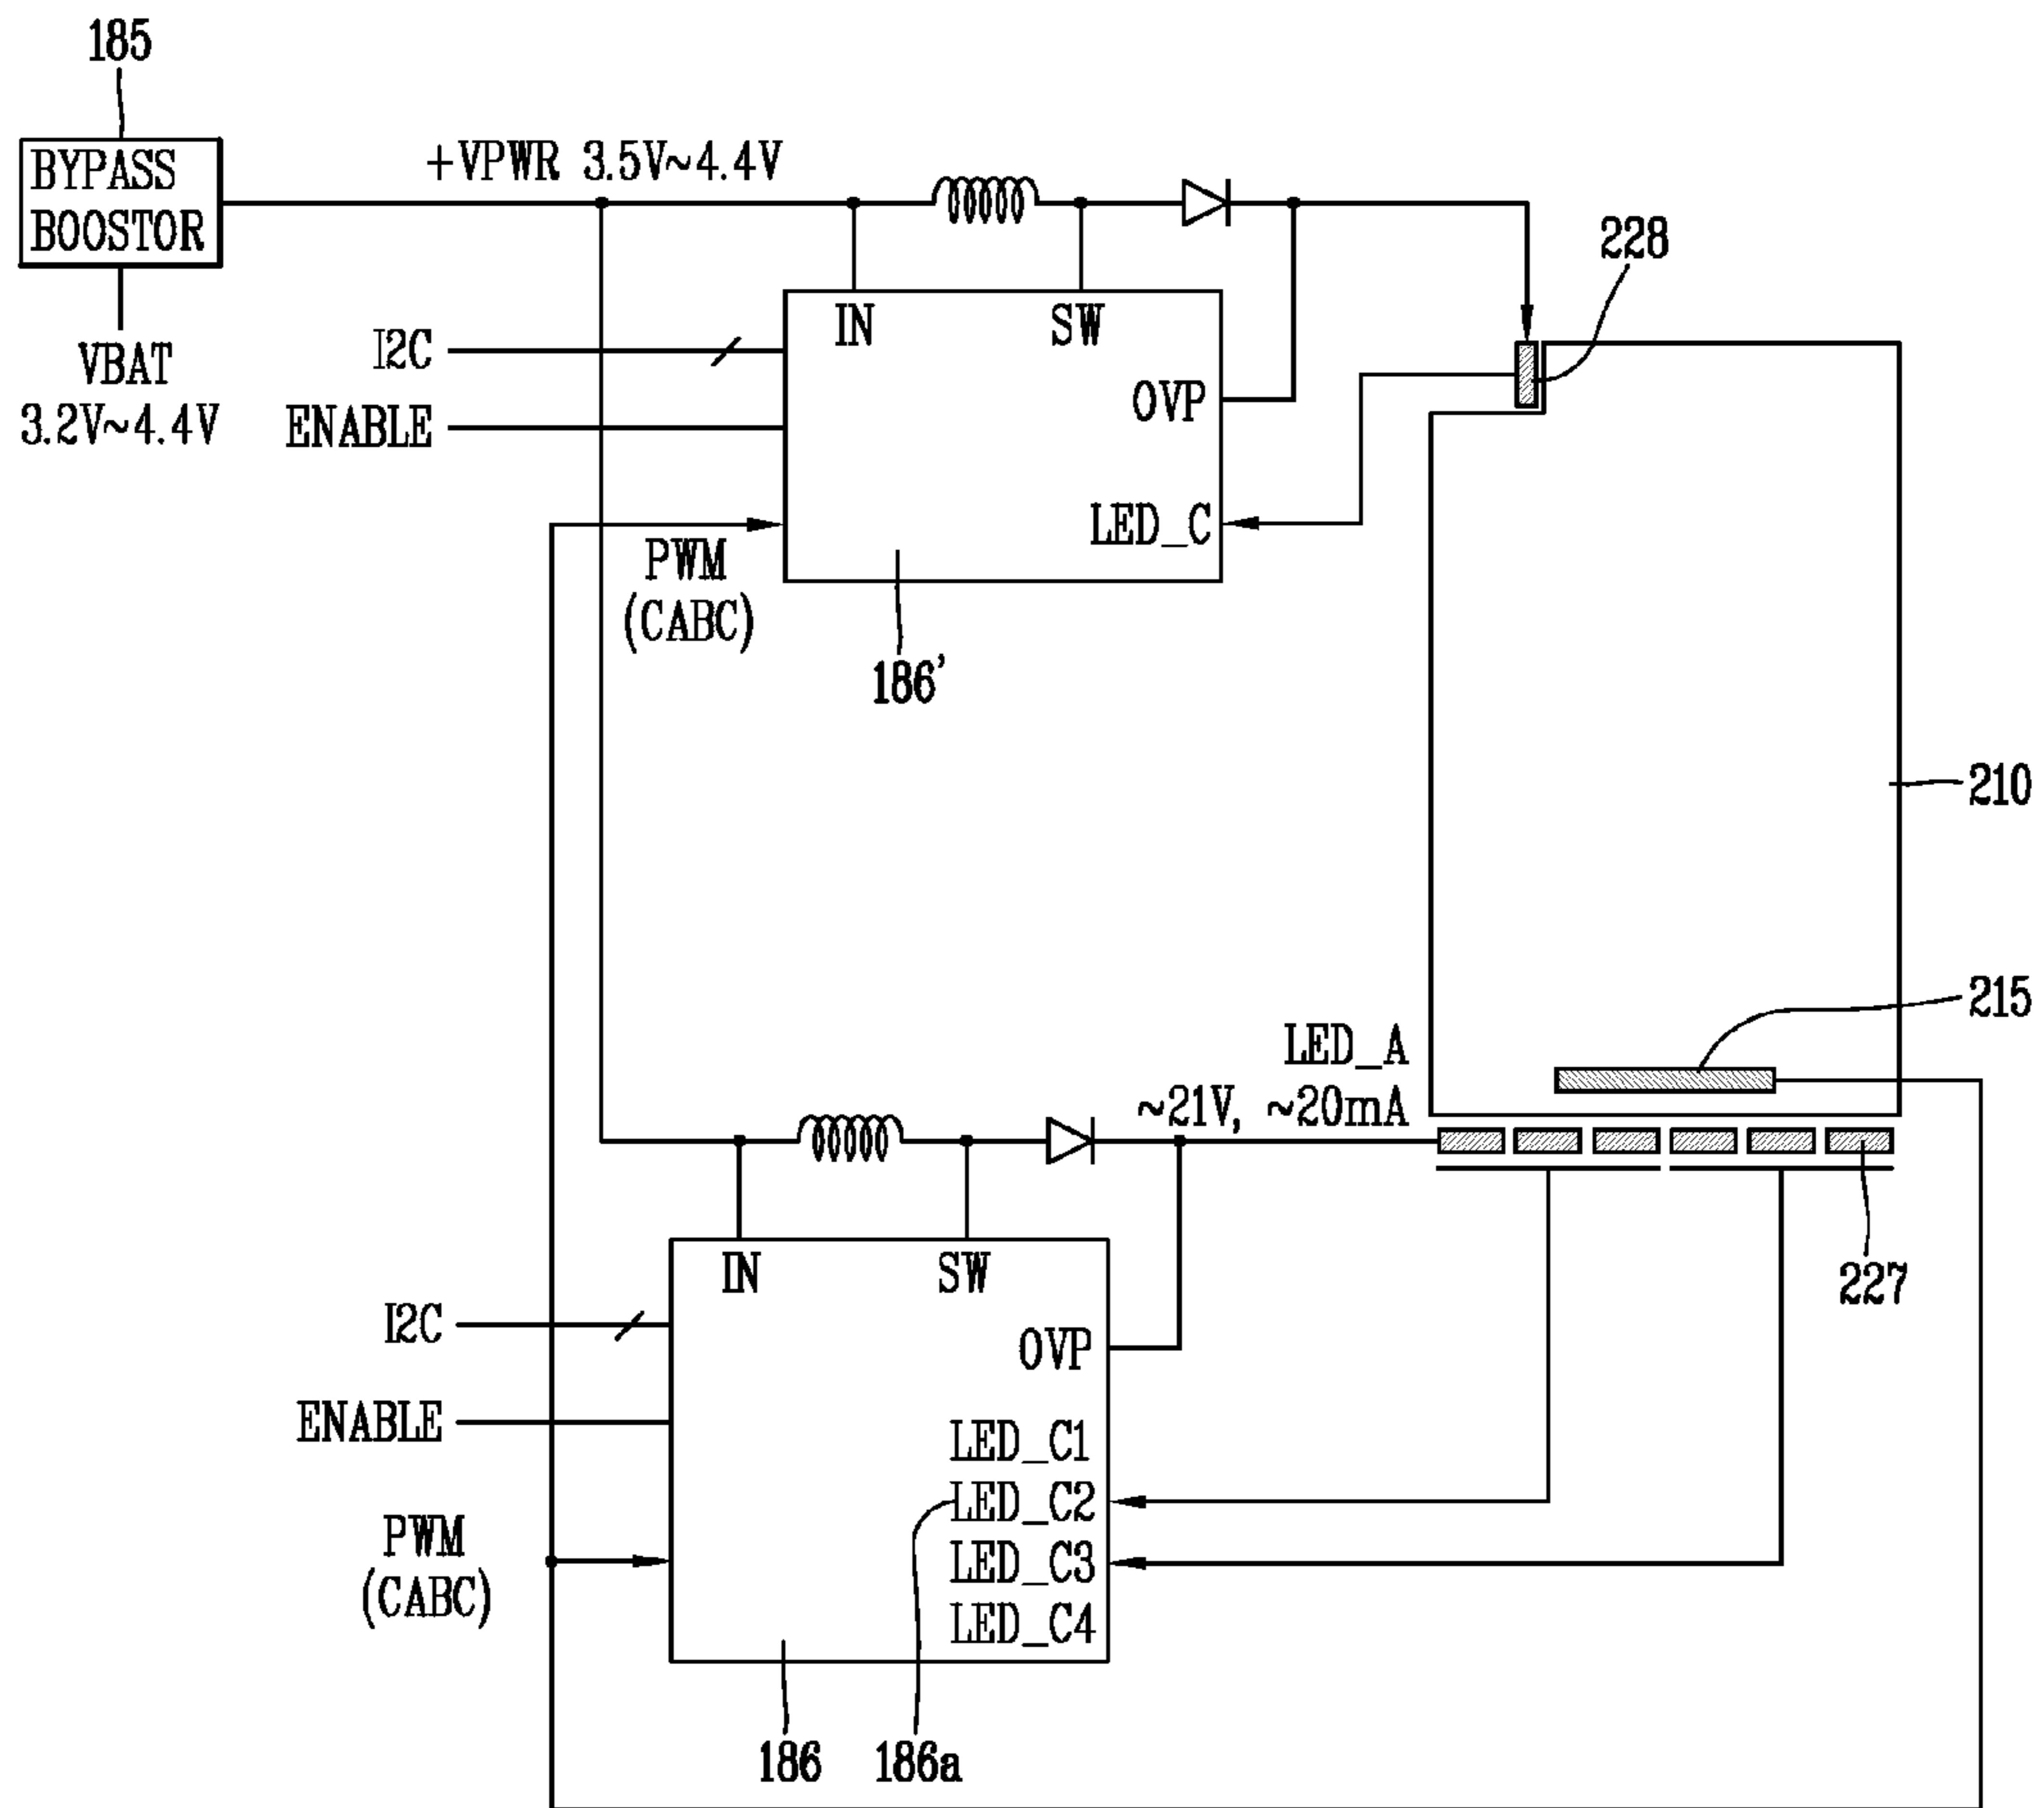 185
BYPASS
BOOSTOR
+VPWR 3.5V~4.4V
VBAT
3.2V~4.4V
228
IN
SW
I2C
OVP
ENABLE
LED_C
PWM
(CABC)
186'
210
215
LED_A
~21V, ~20mA
227
IN
SW
I2C
OVP
ENABLE
LED_C1
LED_C2
LED_C3
LED_C4
PWM
(CABC)
186
186a